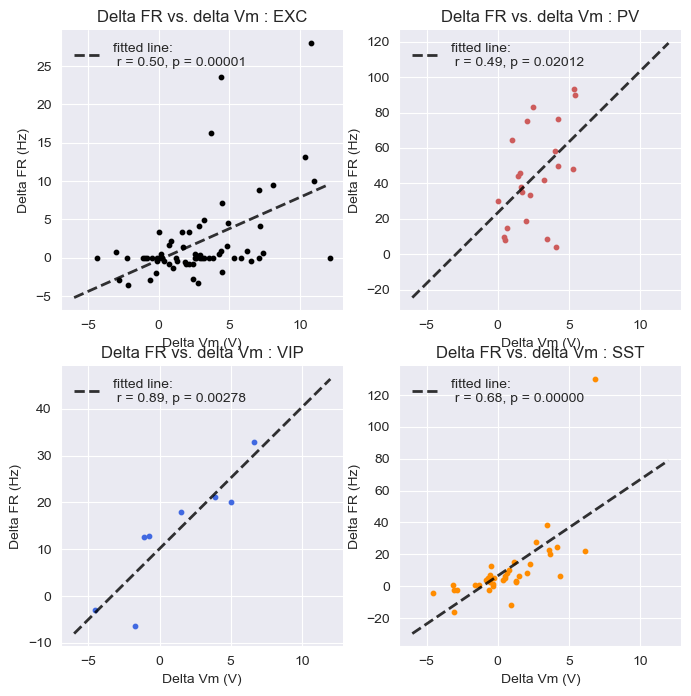 Delta FR vs. delta Vm : EXC
fitted line:
r = 0.50, p = 0.00001
Delta FR (Hz)
25
20
15
10
5
0
−5
−5
0
5
10
Delta Vm (V)
Delta FR vs. delta Vm : PV
fitted line:
r = 0.49, p = 0.02012
Delta FR (Hz)
120
100
80
60
40
20
0
−20
−5
0
5
10
Delta Vm (V)
Delta FR vs. delta Vm : VIP
fitted line:
r = 0.89, p = 0.00278
Delta FR (Hz)
40
30
20
10
0
−10
−5
0
5
10
Delta Vm (V)
Delta FR vs. delta Vm : SST
fitted line:
r = 0.68, p = 0.00000
Delta FR (Hz)
120
100
80
60
40
20
0
−20
−5
0
5
10
Delta Vm (V)